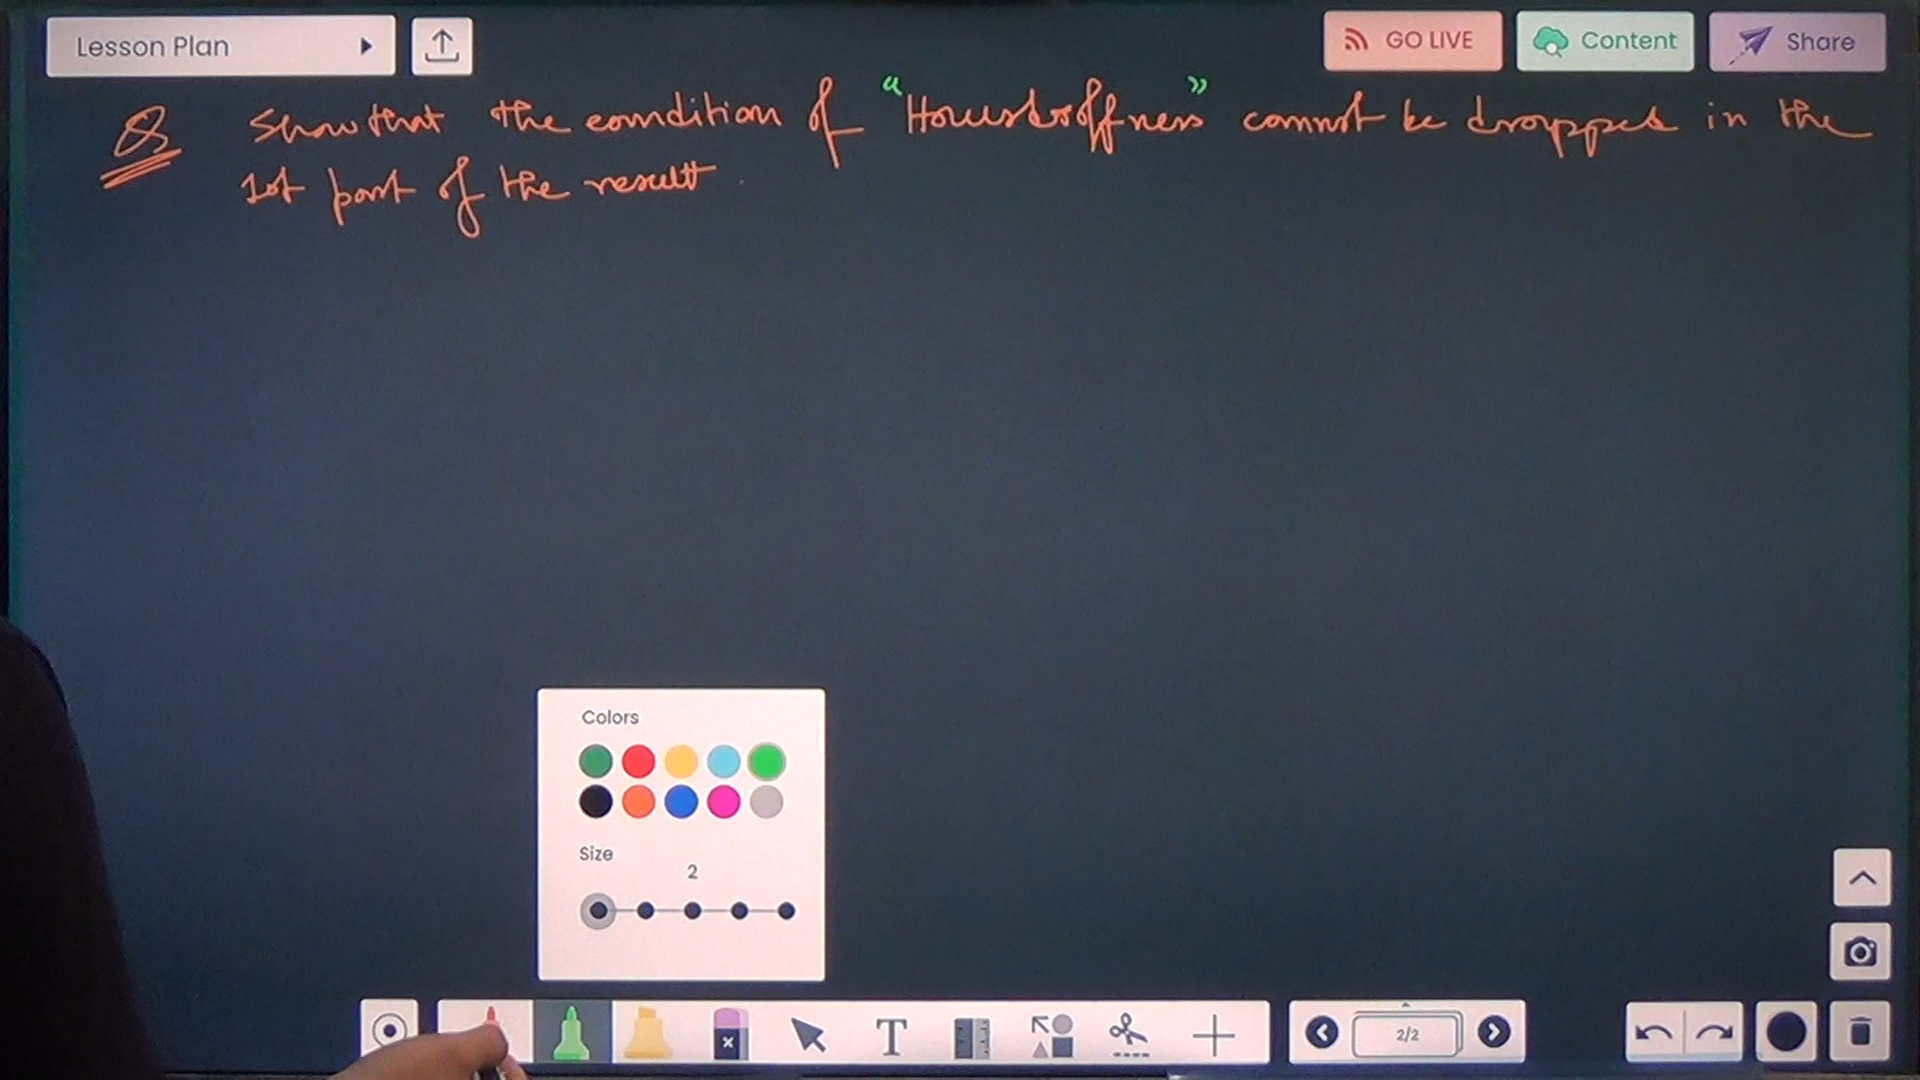 Lesson Plan
GO LIVE
Content
Share
Q Show that the condition of "Housdroffness" cannot be dropped in the
1st part of the result.
Colors
Size
2
T
2/2